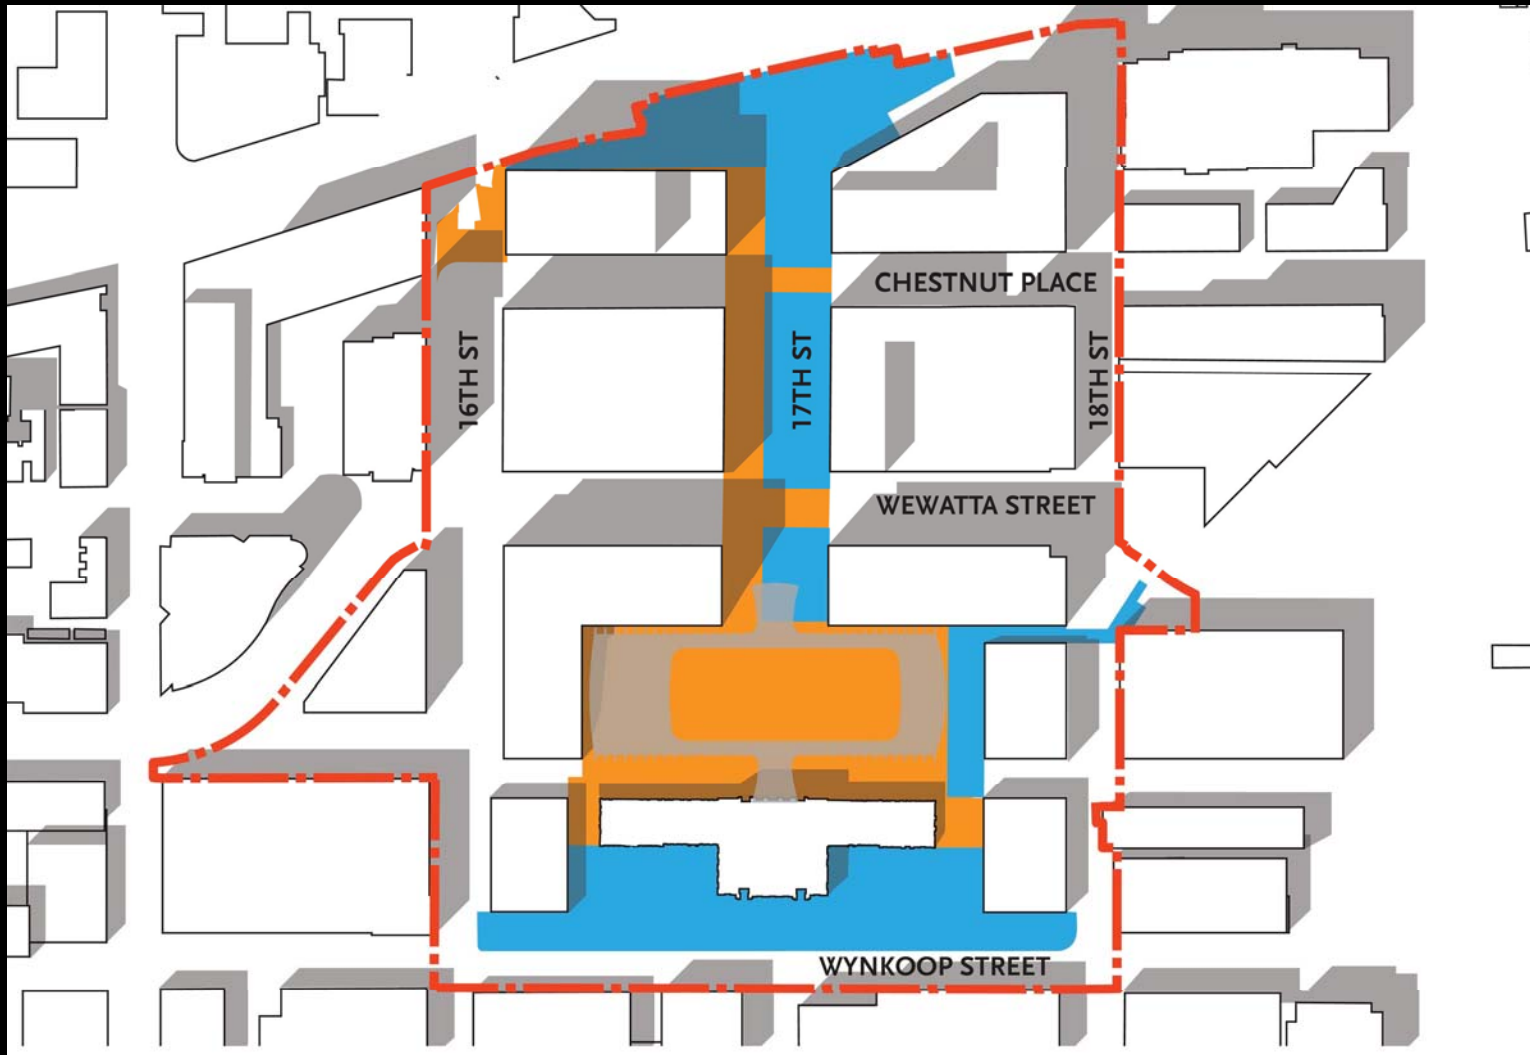 CHESTNUT PLACE
16TH ST
17TH ST
18TH ST
WEWATTA STREET
WYNKOOP STREET